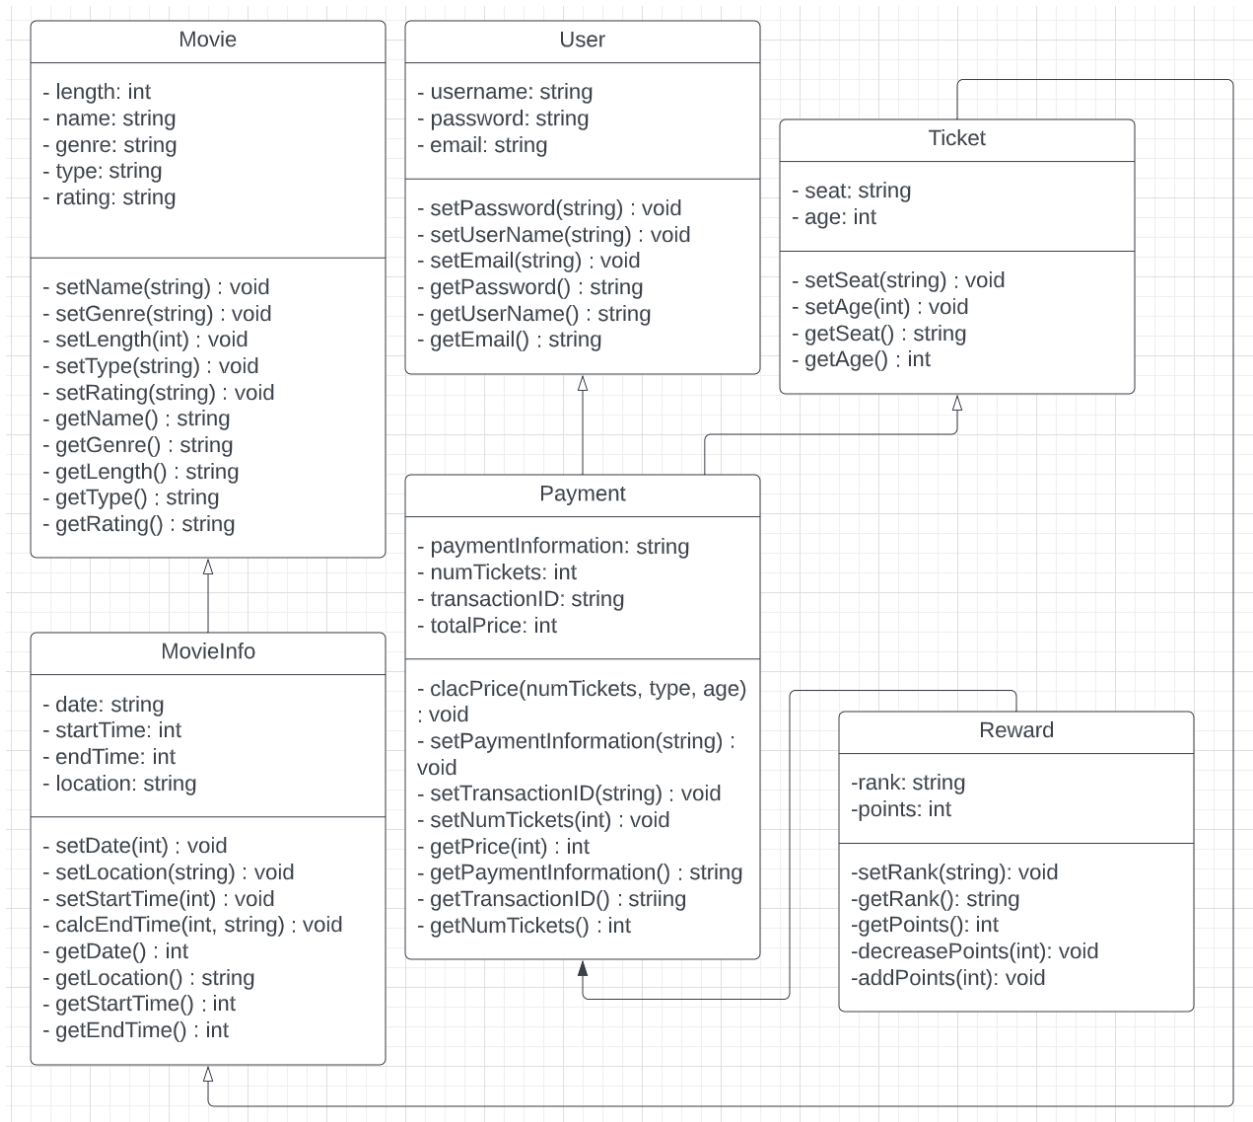 Movie
- length: int
- name: string
- genre: string
- type: string
- rating: string
- setName(string) : void
- setGenre(string) : void
- setLength(int) : void
- setType(string) : void
- setRating(string) : void
- getName() : string
- getGenre() : string
- getLength() : string
- getType() : string
- getRating() : string
User
- username: string
- password: string
- email: string
- setPassword(string) : void
- setUserName(string) : void
- setEmail(string) : void
- getPassword() : string
- getUserName() : string
- getEmail() : string
Ticket
- seat: string
- age: int
- setSeat(string) : void
- setAge(int) : void
- getSeat() : string
- getAge() : int
MovieInfo
- date: string
- startTime: int
- endTime: int
- location: string
- setDate(int) : void
- setLocation(string) : void
- setStartTime(int) : void
- calcEndTime(int, string) : void
- getDate() : int
- getLocation() : string
- getStartTime() : int
- getEndTime() : int
Payment
- paymentInformation: string
- numTickets: int
- transactionID: string
- totalPrice: int
- clacPrice(numTickets, type, age)
: void
- setPaymentInformation(string) :
void
- setTransactionID(string) : void
- setNumTickets(int) : void
- getPrice(int) : int
- getPaymentInformation() : string
- getTransactionID() : striing
- getNumTickets() : int
Reward
-rank: string
-points: int
-setRank(string): void
-getRank(): string
-getPoints(): int
-decreasePoints(int): void
-addPoints(int): void